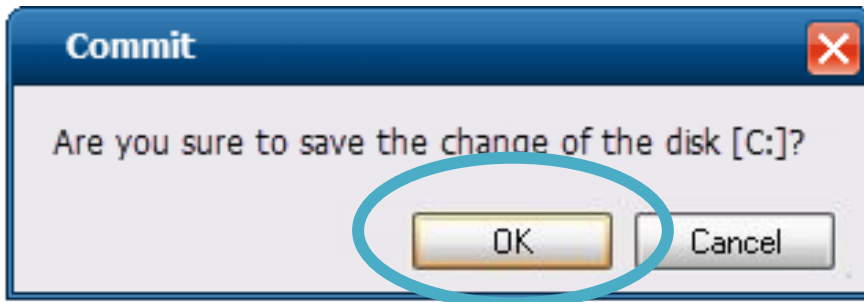 Commit
Are you sure to save the change of the disk [C:]?
OK
Cancel